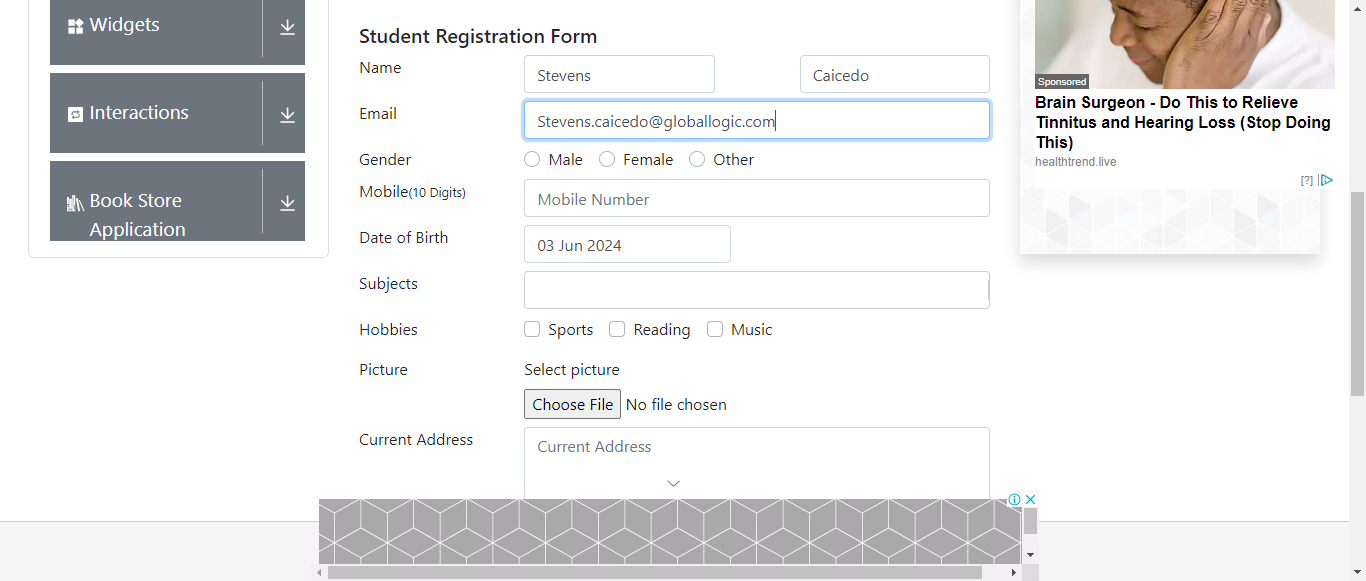 Widgets
Interactions
Book Store
Application
Student Registration Form
Name
Stevens
Caicedo
Email
Stevens.caicedo@globallogic.com
Gender
Male
Female
Other
Mobile(10 Digits)
Mobile Number
Date of Birth
03 Jun 2024
Subjects
Hobbies
Sports
Reading
Music
Picture
Select picture
Choose File No file chosen
Current Address
Current Address
Sponsored
Brain Surgeon - Do This to Relieve
Tinnitus and Hearing Loss (Stop Doing
This)
healthtrend.live
[?]